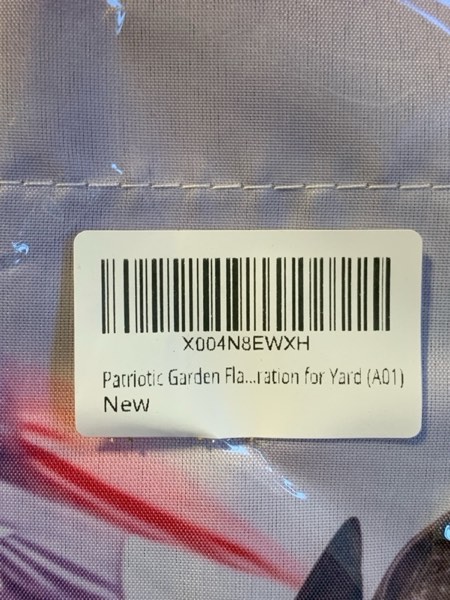 X004N8EWXH
Patriotic Garden Fla...ration for Yard (A01)
New